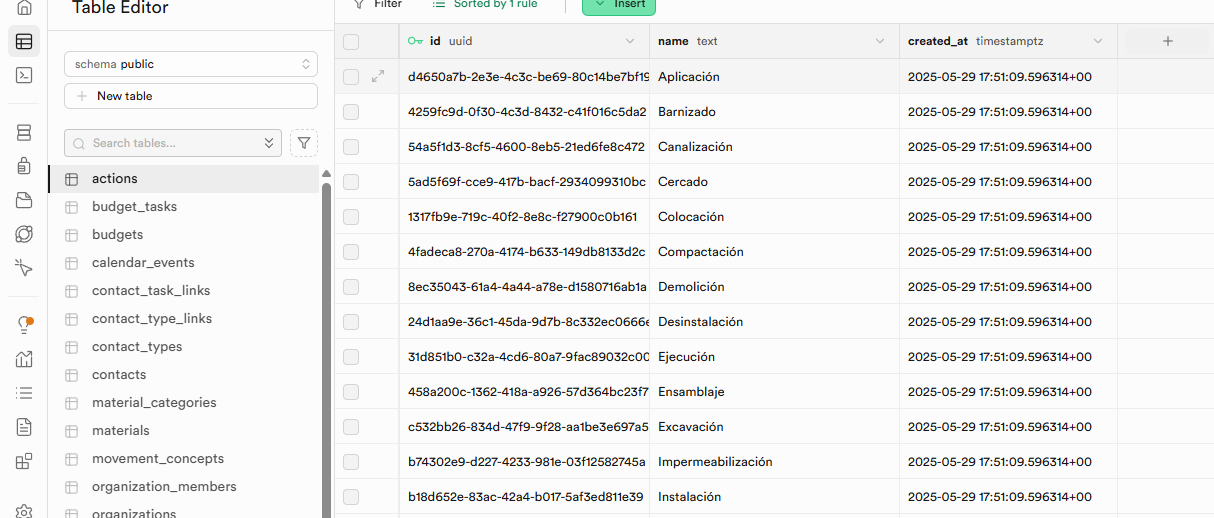 Table Editor
schema public
New table
Search tables...
actions
budget_tasks
budgets
calendar_events
contact_task_links
contact_type_links
contact_types
contacts
material_categories
materials
movement_concepts
organization_members
organizations
Filter Sorted by 1 rule Insert
id uuid name text created_at timestamptz
d4650a7b-2e3e-4c3c-be69-80c14be7bf19 Aplicación 2025-05-29 17:51:09.596314+00
4259fc9d-0f30-4c3d-8432-c41f016c5da2 Barnizado 2025-05-29 17:51:09.596314+00
54a5f1d3-8cf5-4600-8eb5-21ed6fe8c472 Canalización 2025-05-29 17:51:09.596314+00
5ad5f69f-cce9-417b-bacf-2934099310bc Cercado 2025-05-29 17:51:09.596314+00
1317fb9e-719c-40f2-8e8c-f27900c0b161 Colocación 2025-05-29 17:51:09.596314+00
4fadeca8-270a-4174-b633-149db8133d2c Compactación 2025-05-29 17:51:09.596314+00
8ec35043-61a4-4a44-a78e-d1580716ab1a Demolición 2025-05-29 17:51:09.596314+00
24d1aa9e-36c1-45da-9d7b-8c332ec0666e Desinstalación 2025-05-29 17:51:09.596314+00
31d851b0-c32a-4cd6-80a7-9fac89032c00 Ejecución 2025-05-29 17:51:09.596314+00
458a200c-1362-418a-a926-57d364bc23f7 Ensamblaje 2025-05-29 17:51:09.596314+00
c532bb26-834d-47f9-9f28-aa1be3e697a5 Excavación 2025-05-29 17:51:09.596314+00
b74302e9-d227-4233-981e-03f12582745a Impermeabilización 2025-05-29 17:51:09.596314+00
b18d652e-83ac-42a4-b017-5af3ed811e39 Instalación 2025-05-29 17:51:09.596314+00